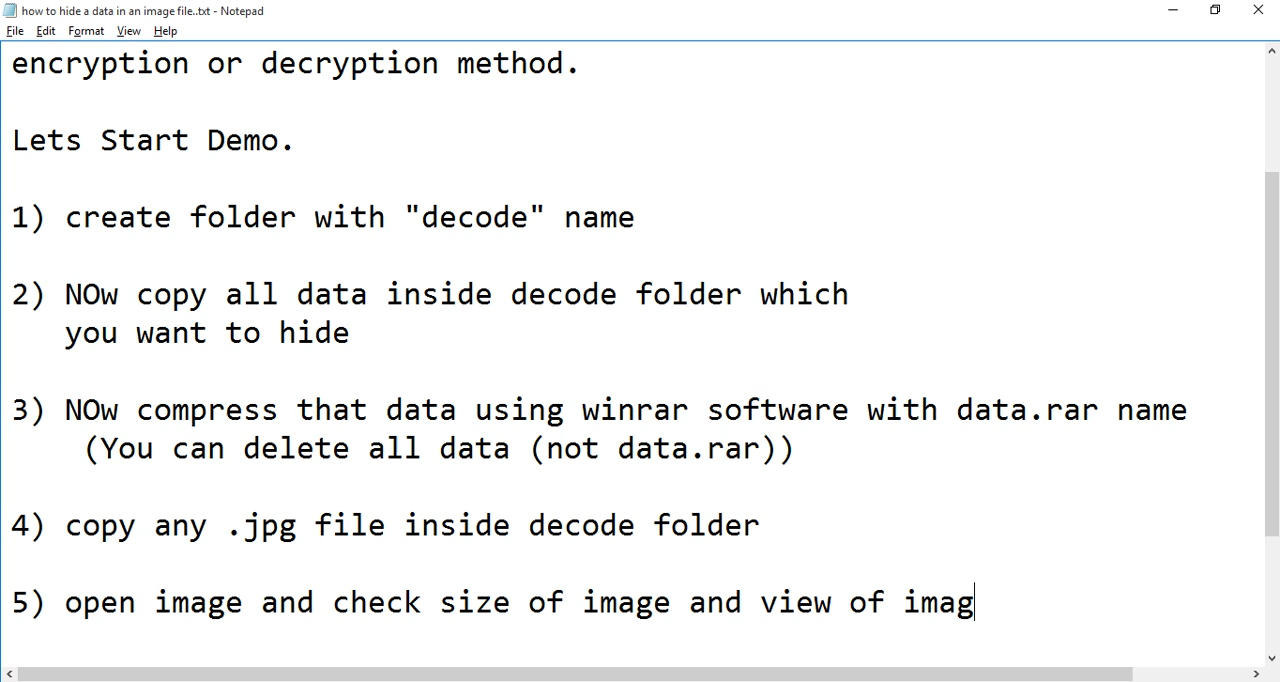 how to hide a data in an image file..txt - Notepad
File Edit Format View Help
encryption or decryption method.
Lets Start Demo.
1) create folder with "decode" name
2) NOw copy all data inside decode folder which
you want to hide
3) NOw compress that data using winrar software with data.rar name
(You can delete all data (not data.rar))
4) copy any .jpg file inside decode folder
5) open image and check size of image and view of imag